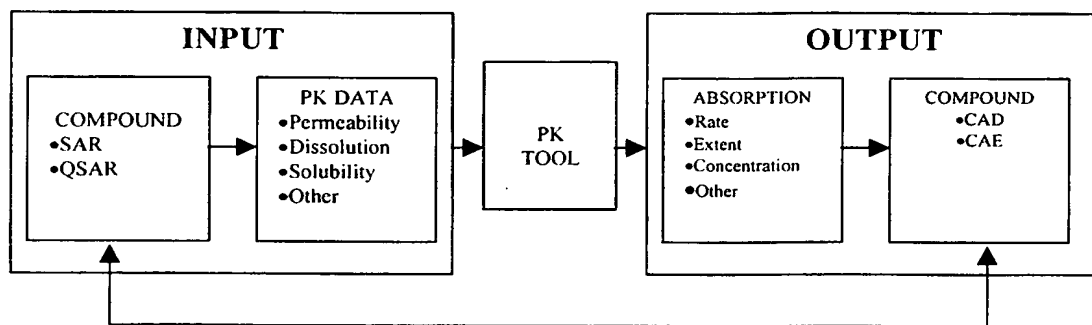 INPUT
COMPOUND
•SAR
•QSAR
PK DATA
•Permeability
•Dissolution
•Solubility
•Other
PK
TOOL
OUTPUT
ABSORPTION
•Rate
•Extent
•Concentration
•Other
COMPOUND
•CAD
•CAE